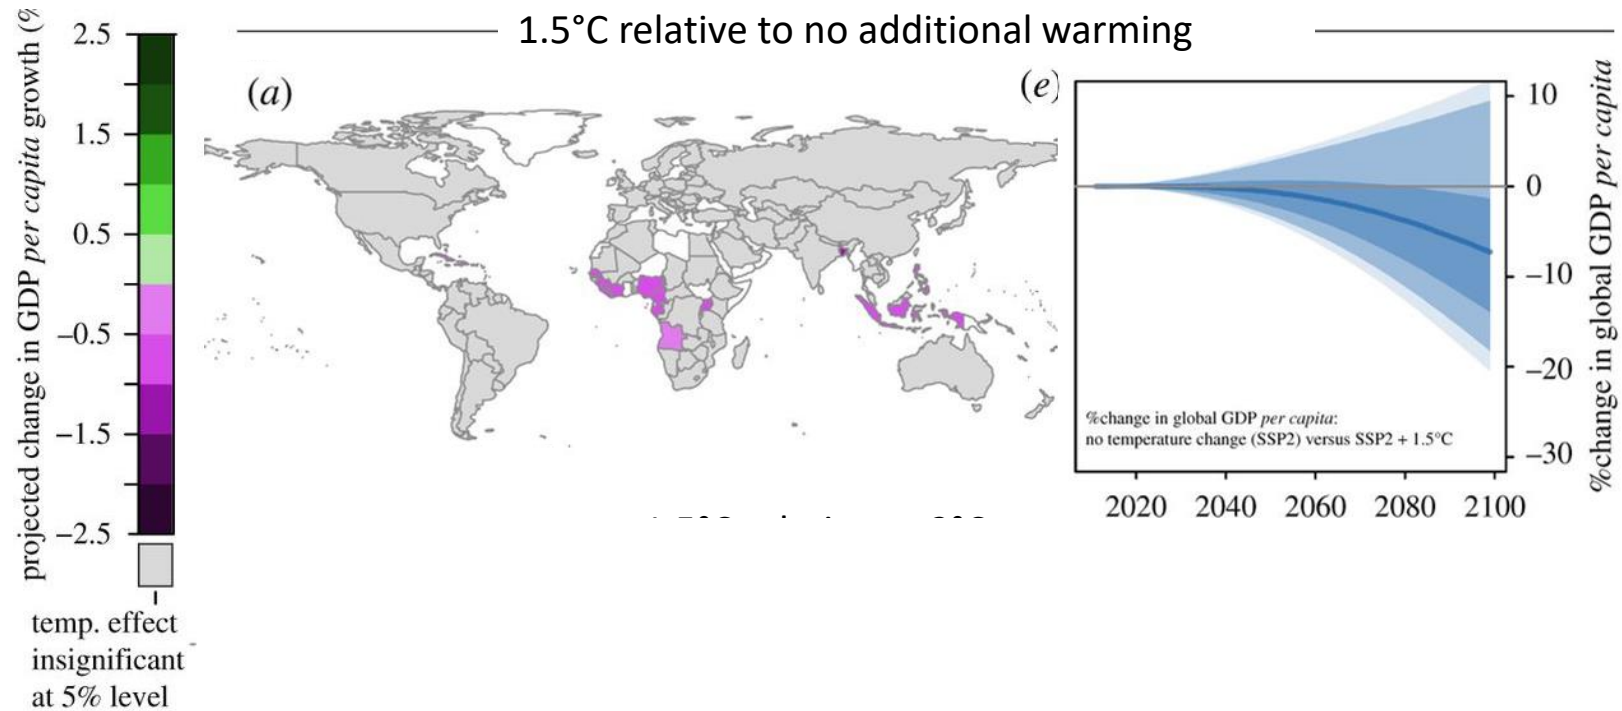 1.5°C relative to no additional warming
projected change in GDP per capita growth (%
2.5
1.5
0.5
−0.5
−1.5
−2.5
temp. effect
insignificant
at 5% level
(a)
(e)
10
0
−10
−20
−30
%change in global GDP per capita
%change in global GDP per capita:
no temperature change (SSP2) versus SSP2 + 1.5°C
2020
2040
2060
2080
2100